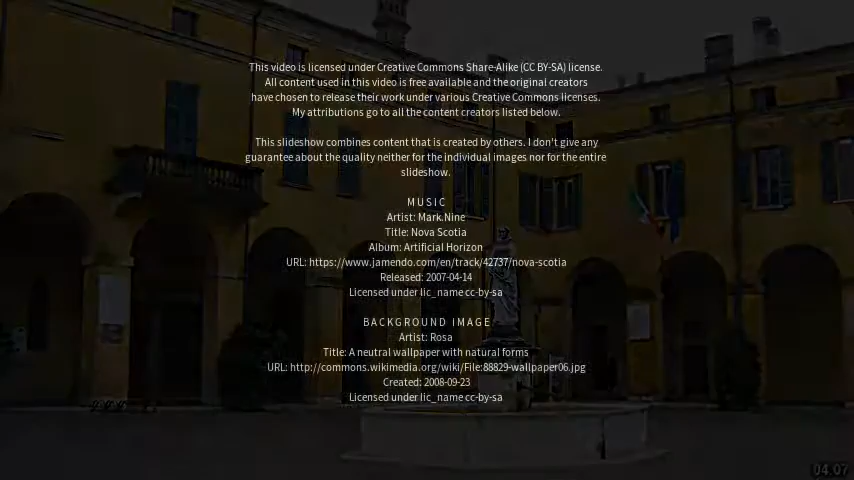 This video is licensed under Creative Commons Share-Alike (CC BY-SA) license.
All content used in this video is free available and the original creators
have chosen to release their work under various Creative Commons licenses.
My attributions go to all the content creators listed below.
This slideshow combines content that is created by others. I don't give any
guarantee about the quality neither for the individual images nor for the entire
slideshow.
MUSIC
Artist: Mark.Nine
Title: Nova Scotia
Album: Artificial Horizon
URL: https://www.jamendo.com/en/track/42737/nova-scotia
Released: 2007-04-14
Licensed under lic_name cc-by-sa
BACKGROUND IMAGE
Artist: Rosa
Title: A neutral wallpaper with natural forms
URL: http://commons.wikimedia.org/wiki/File:88829-wallpaper06.jpg
Created: 2008-09-23
Licensed under lic_name cc-by-sa
04.07